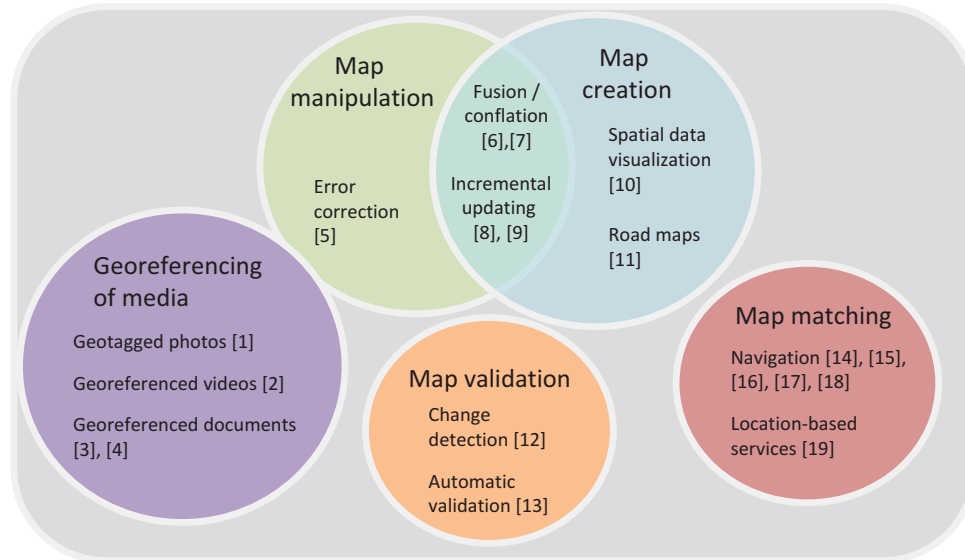 Map
manipulation
Error
correction
[5]
Fusion /
conflation
[6],[7]
Incremental
updating
[8], [9]
Map
creation
Spatial data
visualization
[10]
Road maps
[11]
Georeferencing
of media
Geotagged photos [1]
Georeferenced videos [2]
Georeferenced documents
[3], [4]
Map validation
Change
detection [12]
Automatic
validation [13]
Map matching
Navigation [14], [15],
[16], [17], [18]
Location-based
services [19]